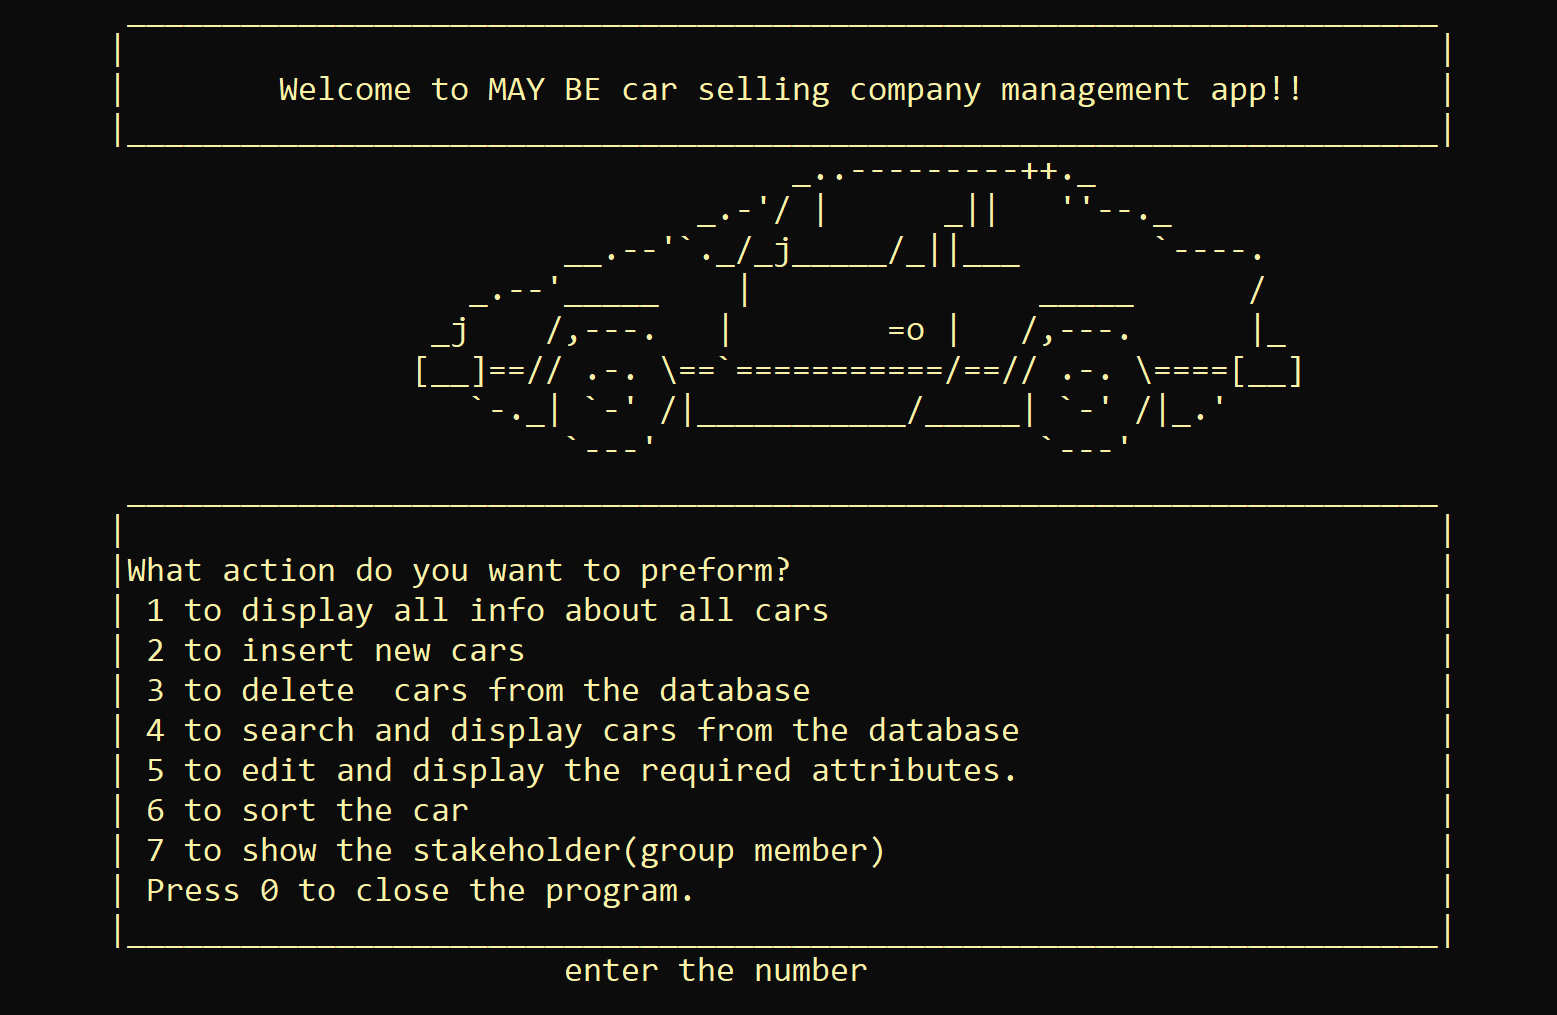 Welcome to MAY BE car selling company management app!!
What action do you want to preform?
1 to display all info about all cars
2 to insert new cars
3 to delete  cars from the database
4 to search and display cars from the database
5 to edit and display the required attributes.
6 to sort the car
7 to show the stakeholder(group member)
Press 0 to close the program.
enter the number